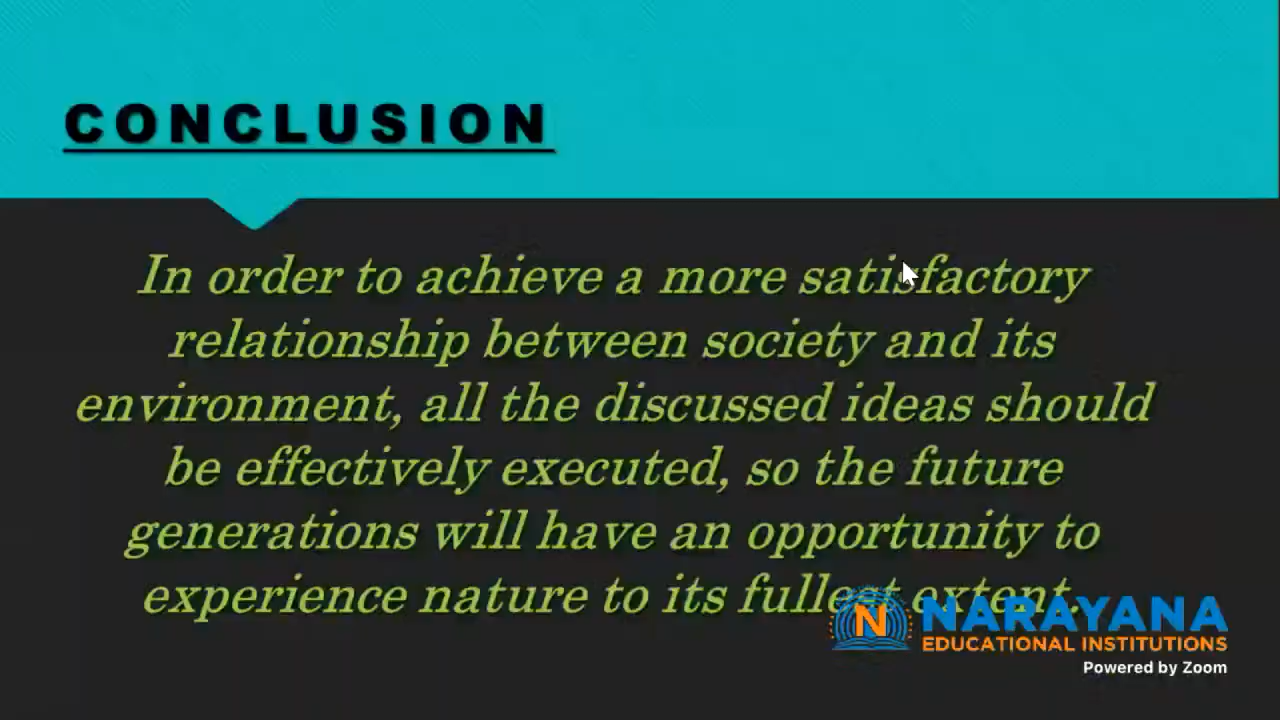 CONCLUSION
In order to achieve a more satisfactory
relationship between society and its
environment, all the discussed ideas should
be effectively executed, so the future
generations will have an opportunity to
experience nature to its fullest extent.
NARAYANA
EDUCATIONAL INSTITUTIONS
Powered by Zoom